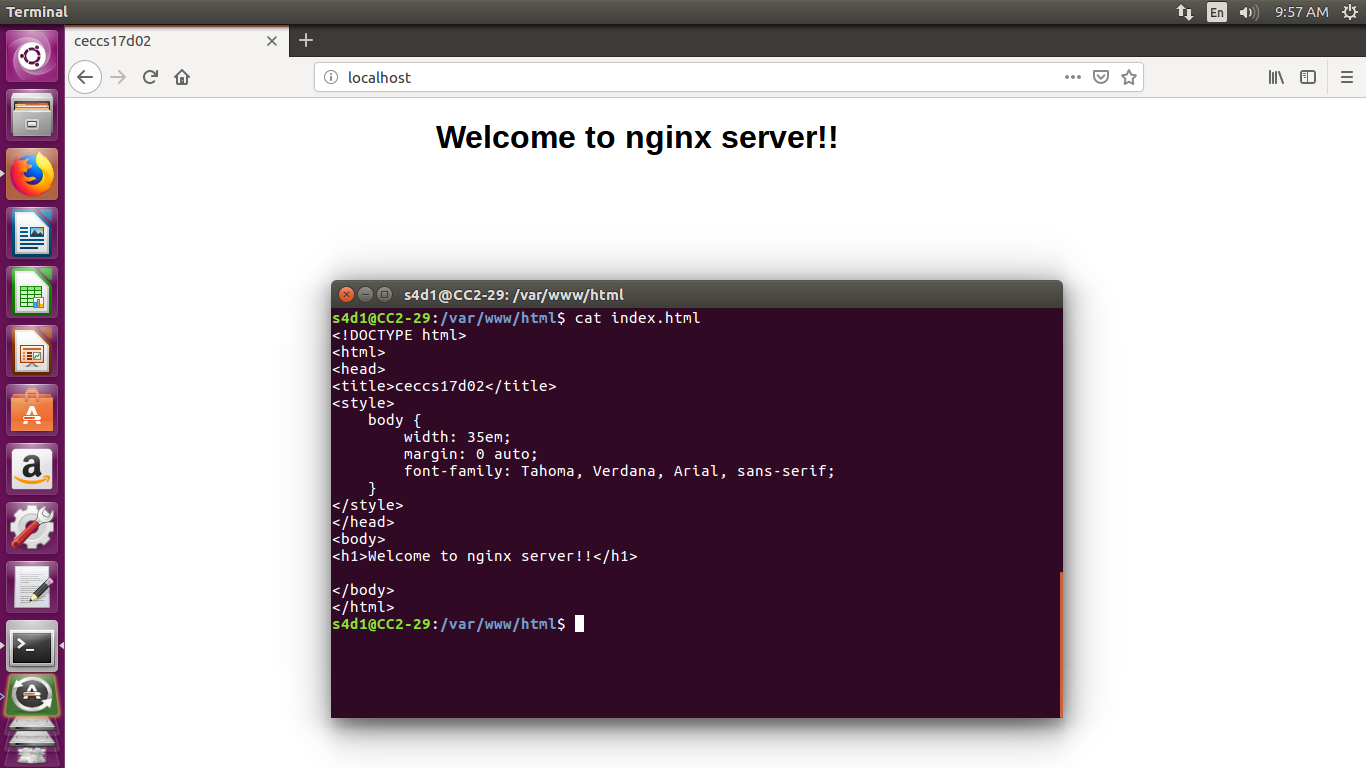 Terminal
En
9:57 AM
ceccs17d02
localhost
Welcome to nginx server!!
s4d1@CC2-29: /var/www/html
s4d1@CC2-29:/var/www/html$ cat index.html
<!DOCTYPE html>
<html>
<head>
<title>ceccs17d02</title>
<style>
    body {
        width: 35em;
        margin: 0 auto;
        font-family: Tahoma, Verdana, Arial, sans-serif;
    }
</style>
</head>
<body>
<h1>Welcome to nginx server!!</h1>

</body>
</html>
s4d1@CC2-29:/var/www/html$